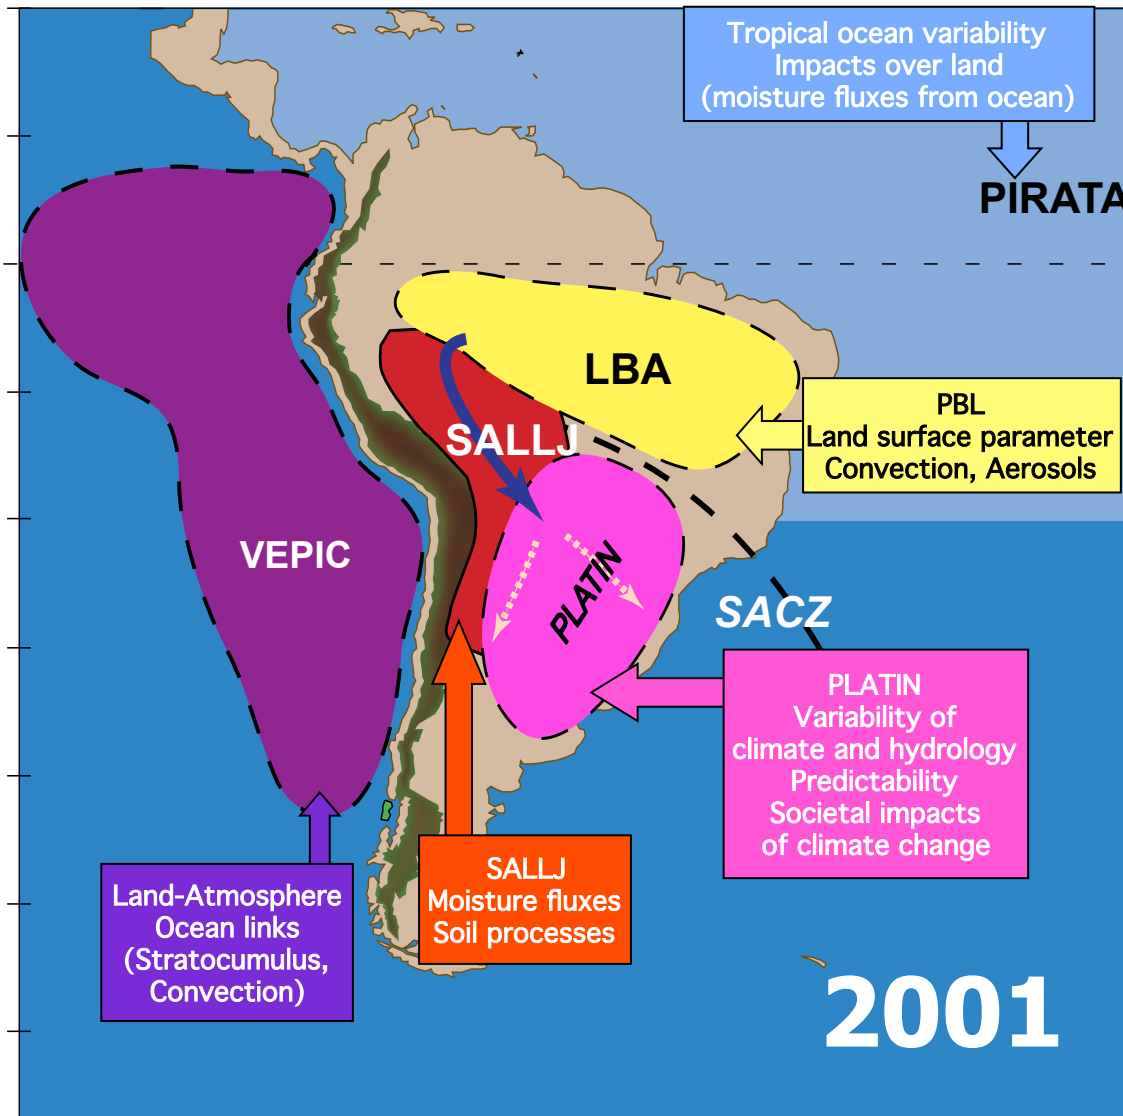 Tropical ocean variability
Impacts over land
(moisture fluxes from ocean)
PIRATA
LBA
PBL
Land surface parameter
Convection, Aerosols
SALLJ
VEPIC
PLATIN
SACZ
PLATIN
Variability of
climate and hydrology
Predictability
Societal impacts
of climate change
SALLJ
Moisture fluxes
Soil processes
Land-Atmosphere
Ocean links
(Stratocumulus,
Convection)
2001